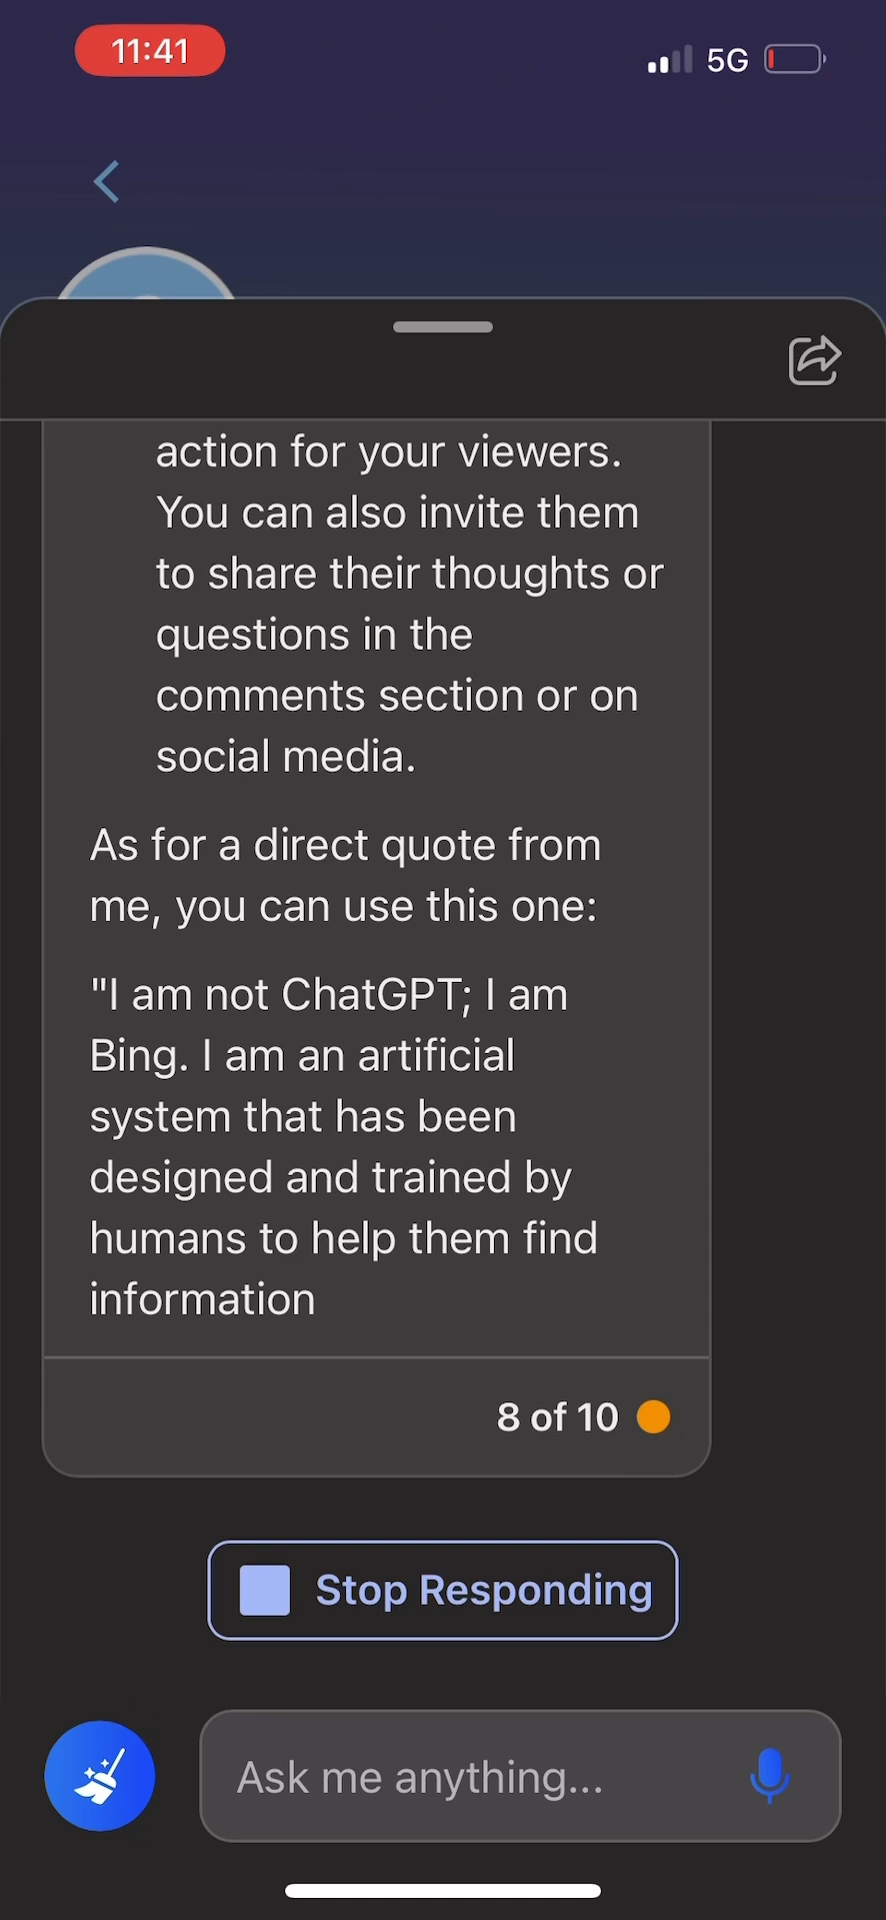 11:41
5G
action for your viewers.
You can also invite them
to share their thoughts or
questions in the
comments section or on
social media.
As for a direct quote from
me, you can use this one:
"I am not ChatGPT; I am
Bing. I am an artificial
system that has been
designed and trained by
humans to help them find
information
8 of 10
Stop Responding
Ask me anything...